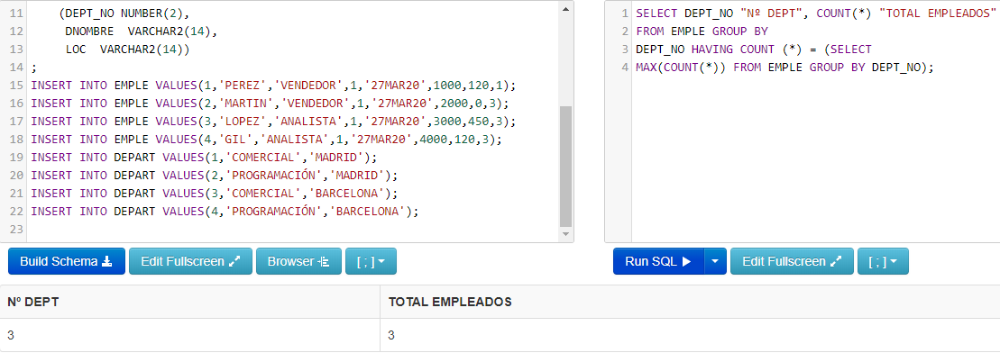 11 (DEPT_NO NUMBER(2),
12 DNOMBRE VARCHAR2(14),
13 LOC VARCHAR2(14))
14 ;
15 INSERT INTO EMPLE VALUES(1,'PEREZ','VENDEDOR',1,'27MAR20',1000,120,1);
16 INSERT INTO EMPLE VALUES(2,'MARTIN','VENDEDOR',1,'27MAR20',2000,0,3);
17 INSERT INTO EMPLE VALUES(3,'LOPEZ','ANALISTA',1,'27MAR20',3000,450,3);
18 INSERT INTO EMPLE VALUES(4,'GIL','ANALISTA',1,'27MAR20',4000,120,3);
19 INSERT INTO DEPART VALUES(1,'COMERCIAL','MADRID');
20 INSERT INTO DEPART VALUES(2,'PROGRAMACIÓN','MADRID');
21 INSERT INTO DEPART VALUES(3,'COMERCIAL','BARCELONA');
22 INSERT INTO DEPART VALUES(4,'PROGRAMACIÓN','BARCELONA');
23
Build Schema Edit Fullscreen Browser [ ; ]
1 SELECT DEPT_NO "Nº DEPT", COUNT(*) "TOTAL EMPLEADOS"
2 FROM EMPLE GROUP BY
3 DEPT_NO HAVING COUNT (*) = (SELECT
4 MAX(COUNT(*)) FROM EMPLE GROUP BY DEPT_NO);
Run SQL Edit Fullscreen [ ; ]
Nº DEPT TOTAL EMPLEADOS
3 3